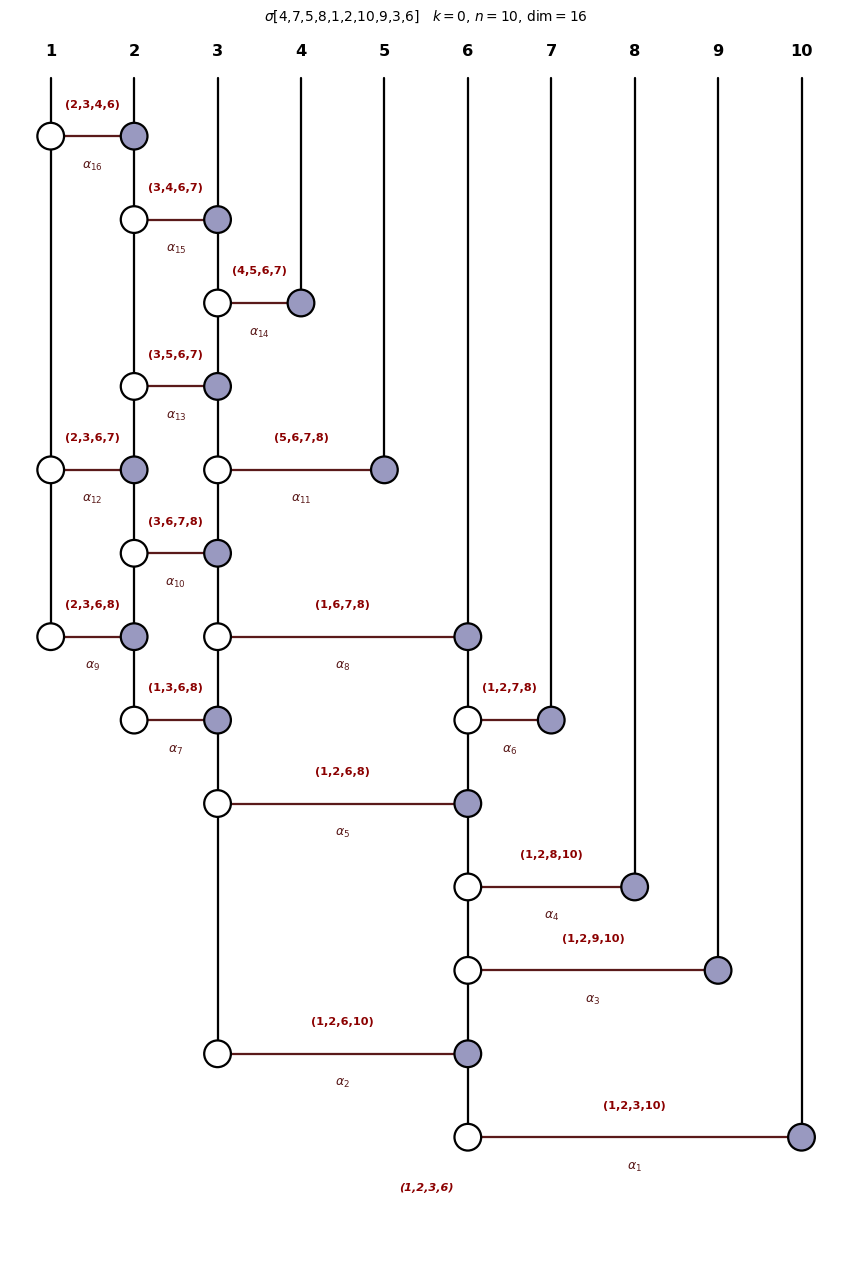 σ[4,7,5,8,1,2,10,9,3,6] k=0, n=10, dim=16
1 2 3 4 5 6 7 8 9 10
(2,3,4,6)
α₁₆
(3,4,6,7)
α₁₅
(4,5,6,7)
α₁₄
(3,5,6,7)
α₁₃
(2,3,6,7) (5,6,7,8)
α₁₂ α₁₁
(3,6,7,8)
α₁₀
(2,3,6,8) (1,6,7,8)
α₉ α₈
(1,3,6,8) (1,2,7,8)
α₇ α₆
(1,2,6,8)
α₅
(1,2,8,10)
α₄
(1,2,9,10)
α₃
(1,2,6,10)
α₂
(1,2,3,10)
α₁
(1,2,3,6)